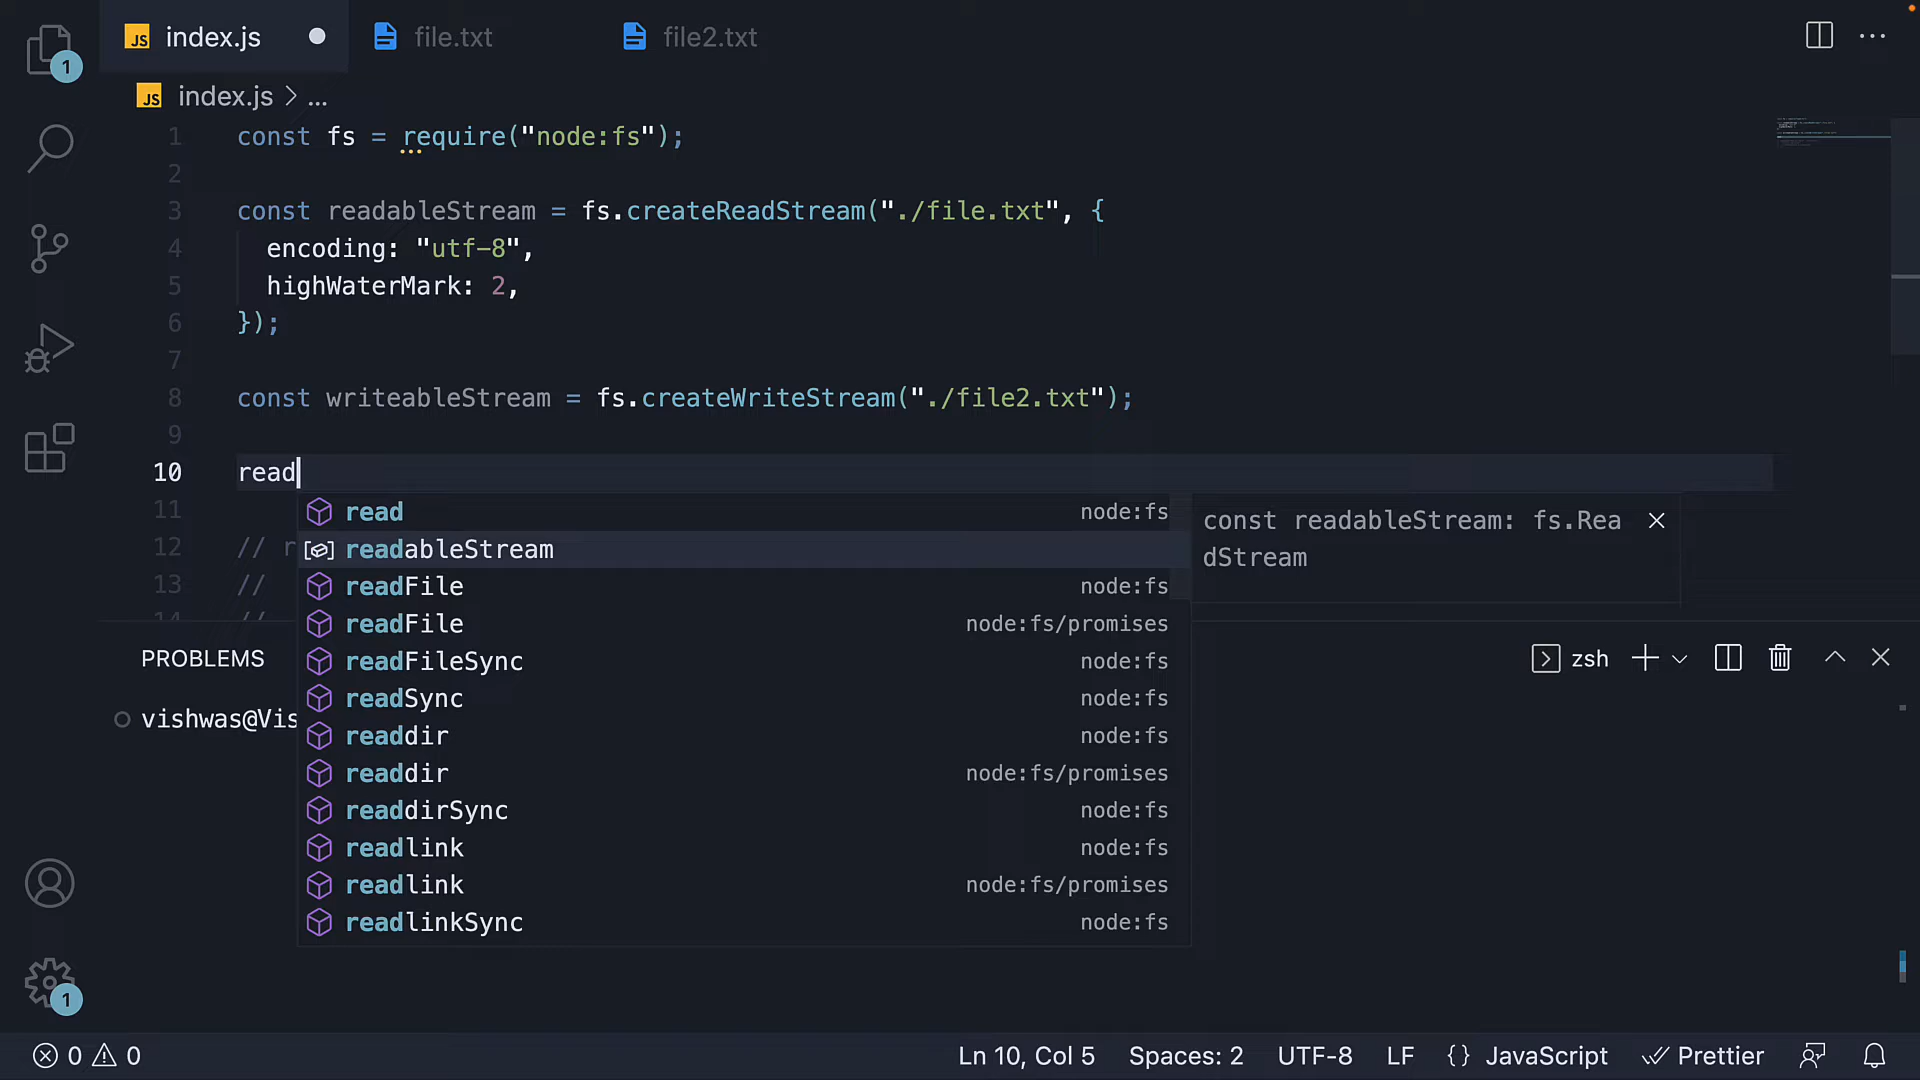 index.js file.txt file2.txt
1
index.js > ...
1 const fs = require("node:fs");
2
3 const readableStream = fs.createReadStream("./file.txt", {
4 encoding: "utf-8",
5 highWaterMark: 2,
6 });
7
8 const writeableStream = fs.createWriteStream("./file2.txt");
9
10 read
11
12 // r
13 //
14 //
read node:fs
readableStream
readFile node:fs
readFile node:fs/promises
readFileSync node:fs
readSync node:fs
readdir node:fs
readdir node:fs/promises
readdirSync node:fs
readlink node:fs
readlink node:fs/promises
readlinkSync node:fs
const readableStream: fs.Rea
dStream
PROBLEMS
zsh
vishwas@Vis
1
0 0
Ln 10, Col 5 Spaces: 2 UTF-8 LF {} JavaScript Prettier